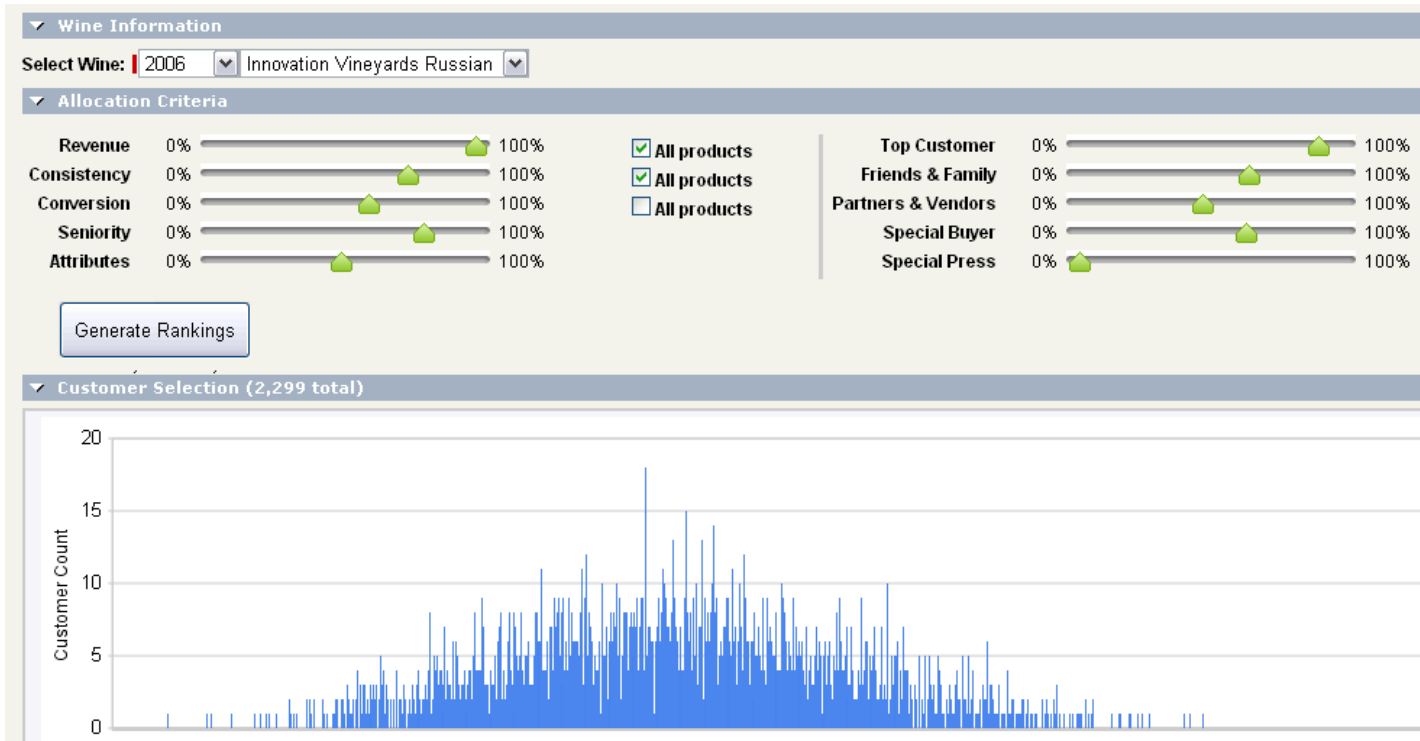 Wine Information
Select Wine: 2006 Innovation Vineyards Russian
Allocation Criteria
Revenue 0% 100% All products Top Customer 0% 100%
Consistency 0% 100% All products Friends & Family 0% 100%
Conversion 0% 100% All products Partners & Vendors 0% 100%
Seniority 0% 100% Special Buyer 0% 100%
Attributes 0% 100% Special Press 0% 100%
Generate Rankings
Customer Selection (2,299 total)
Customer Count
20
15
10
5
0